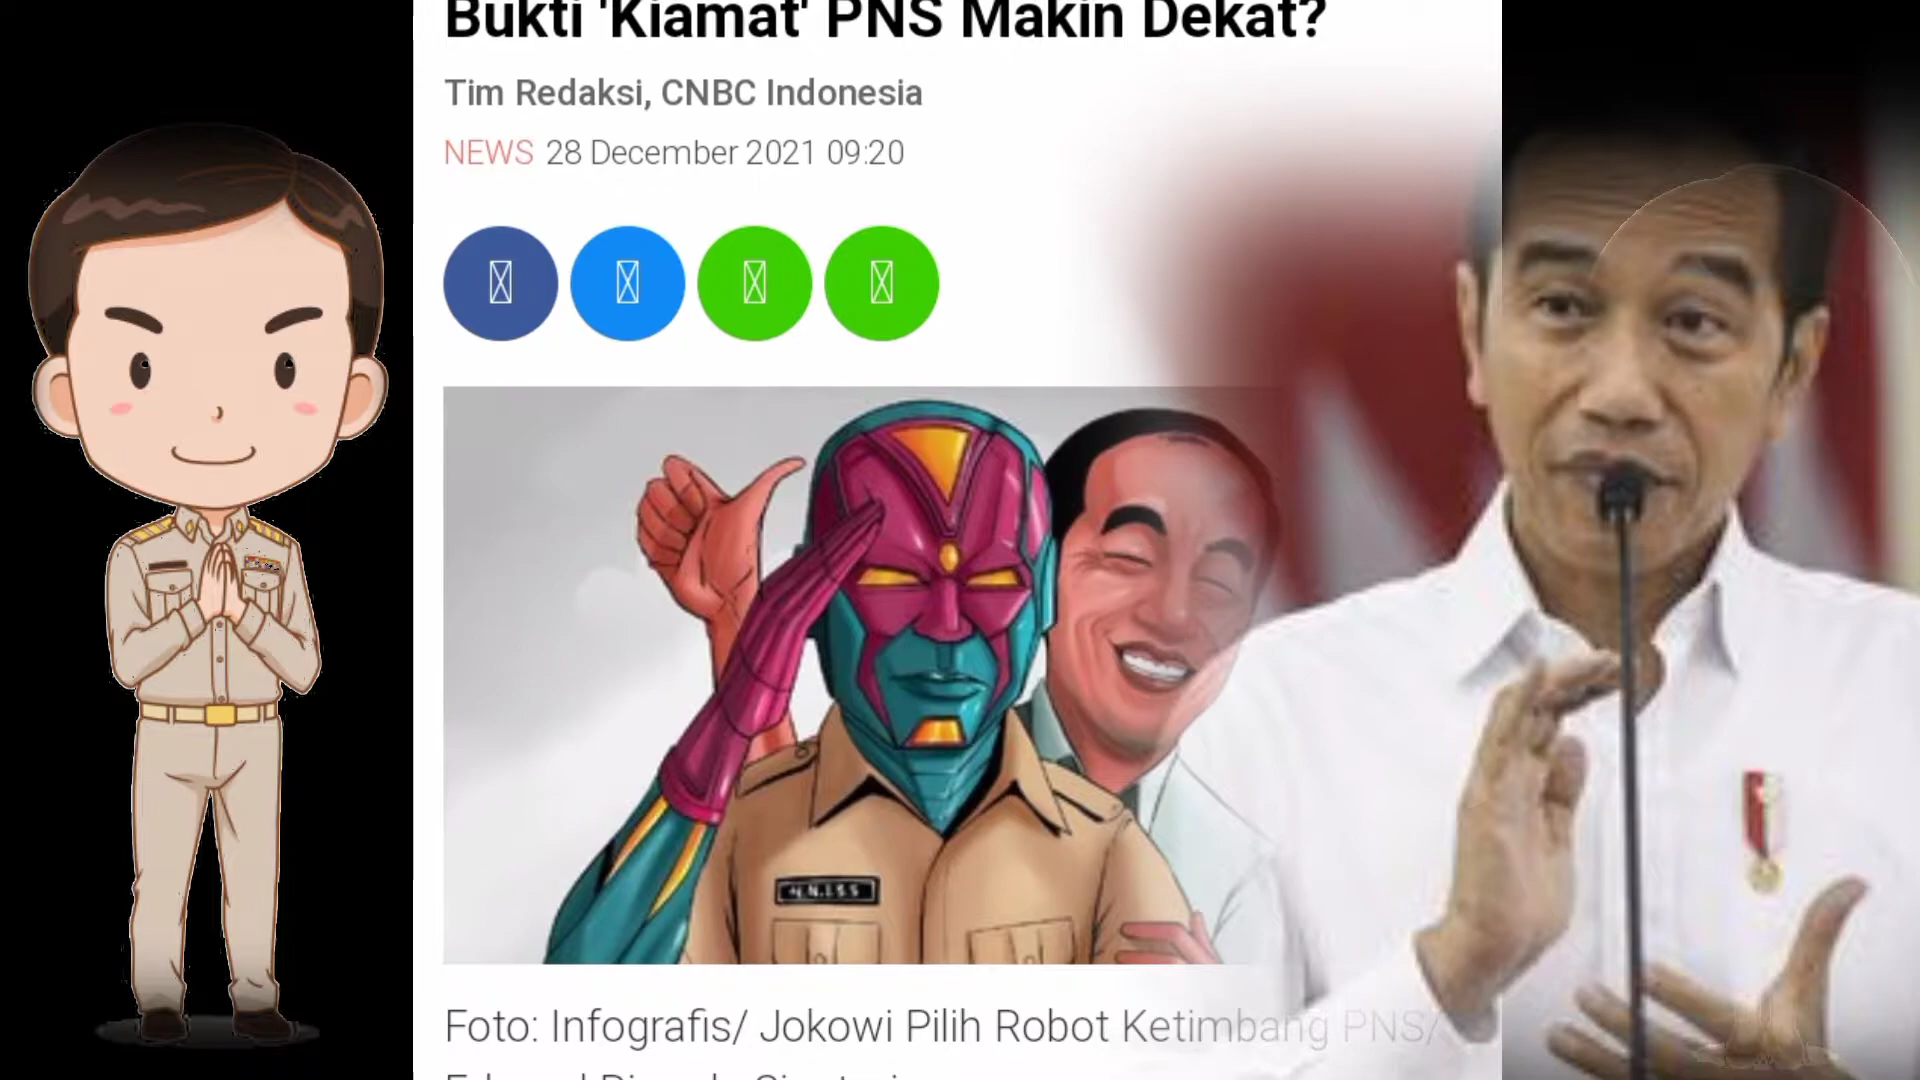 Bukti 'Kiamat' PNS Makin Dekat?
Tim Redaksi, CNBC Indonesia
NEWS 28 December 2021 09:20
Foto: Infografis/ Jokowi Pilih Robot Ketimbang PNS/